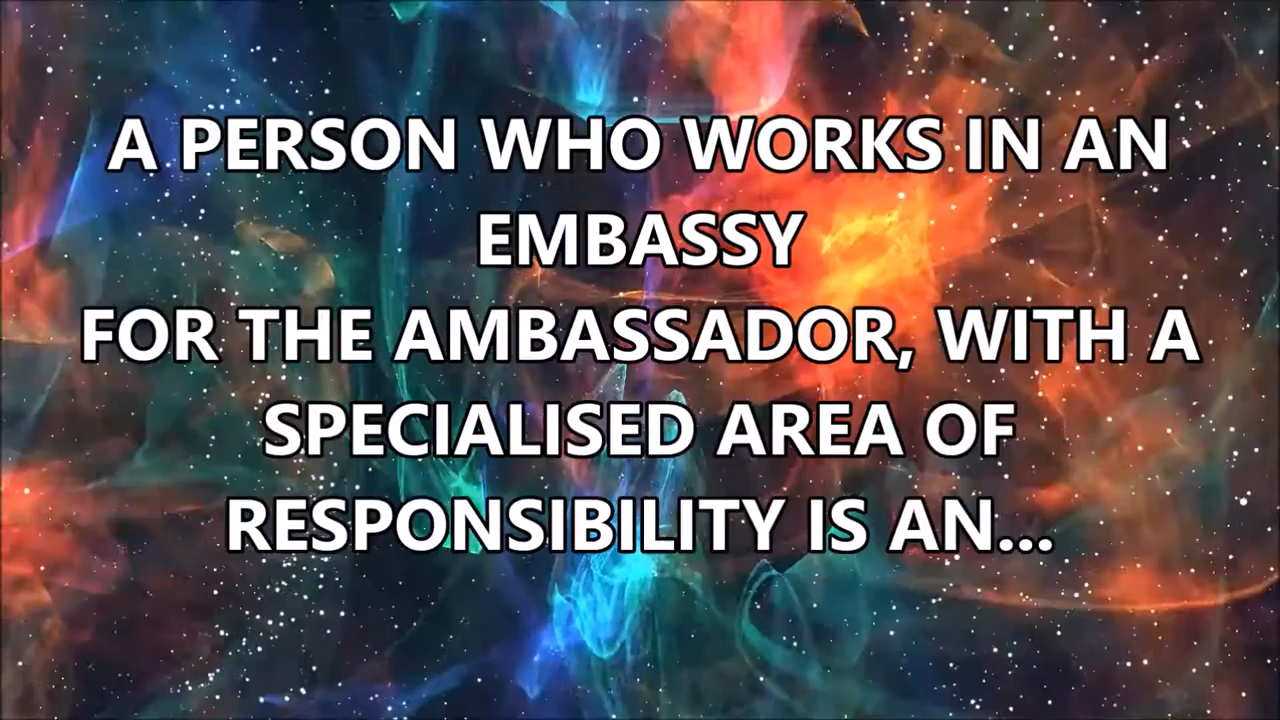 A PERSON WHO WORKS IN AN
EMBASSY
FOR THE AMBASSADOR, WITH A
SPECIALISED AREA OF
RESPONSIBILITY IS AN...